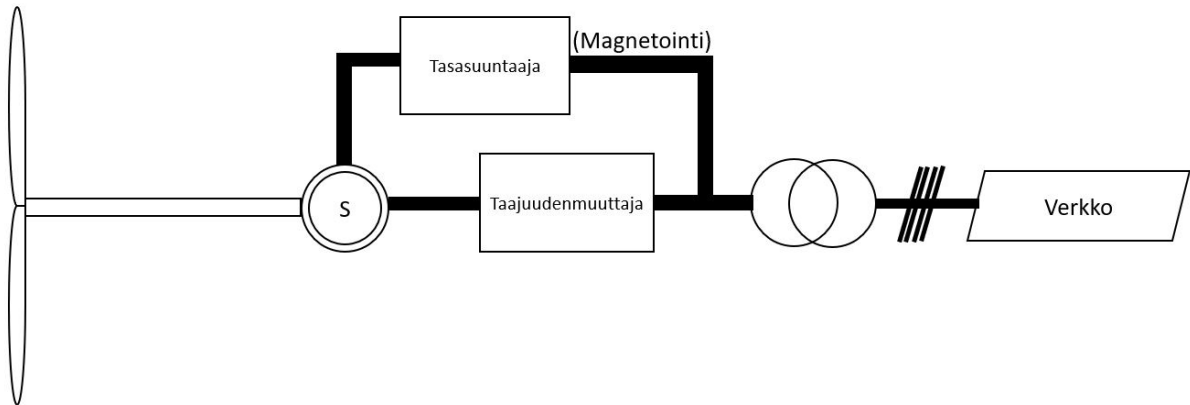 (Magnetointi)
Tasasuuntaaja
S
Taajuudenmuuttaja
Verkko